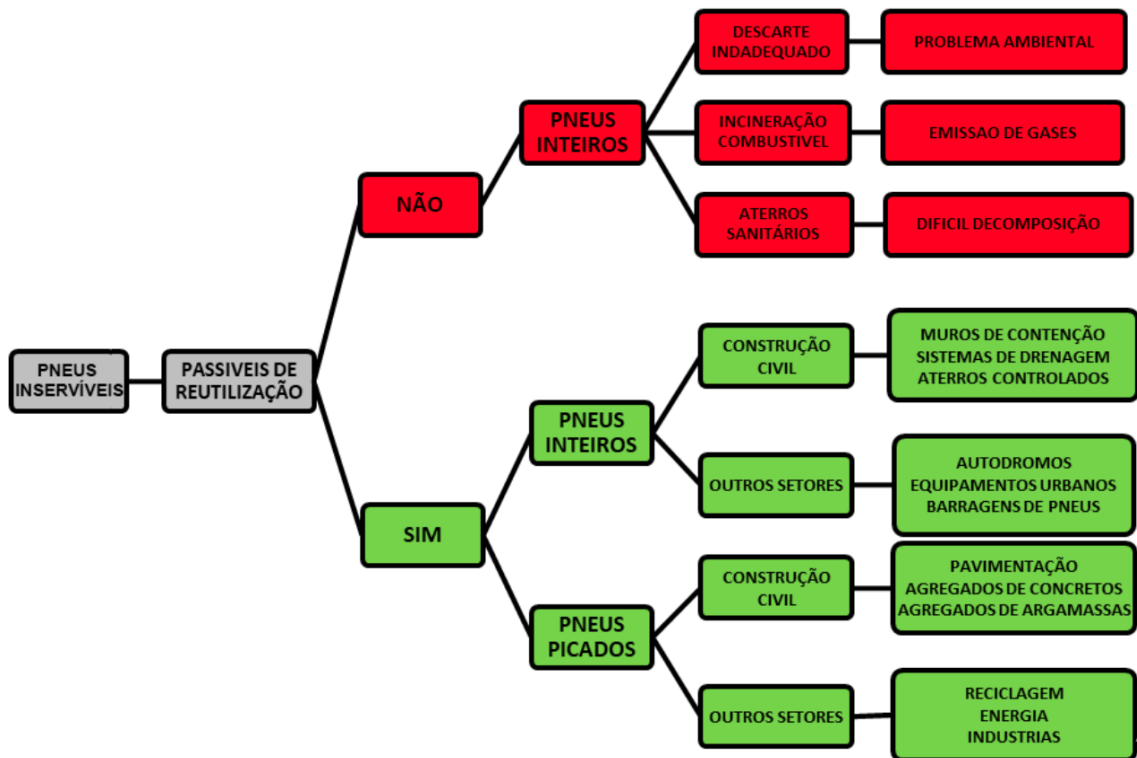 PNEUS
INSERVÍVEIS
PASSIVEIS DE
REUTILIZAÇÃO
NÃO
PNEUS
INTEIROS
DESCARTE
INDADEQUADO
PROBLEMA AMBIENTAL
INCINERAÇÃO
COMBUSTIVEL
EMISSAO DE GASES
ATERROS
SANITÁRIOS
DIFICIL DECOMPOSIÇÃO
SIM
PNEUS
INTEIROS
CONSTRUÇÃO
CIVIL
MUROS DE CONTENÇÃO
SISTEMAS DE DRENAGEM
ATERROS CONTROLADOS
OUTROS SETORES
AUTODROMOS
EQUIPAMENTOS URBANOS
BARRAGENS DE PNEUS
PNEUS
PICADOS
CONSTRUÇÃO
CIVIL
PAVIMENTAÇÃO
AGREGADOS DE CONCRETOS
AGREGADOS DE ARGAMASSAS
OUTROS SETORES
RECICLAGEM
ENERGIA
INDUSTRIAS